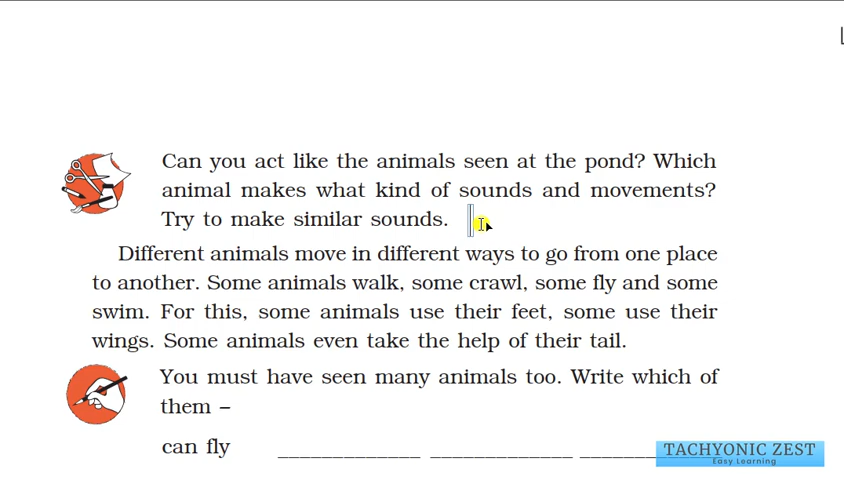 Can you act like the animals seen at the pond? Which
animal makes what kind of sounds and movements?
Try to make similar sounds.
Different animals move in different ways to go from one place
to another. Some animals walk, some crawl, some fly and some
swim. For this, some animals use their feet, some use their
wings. Some animals even take the help of their tail.
You must have seen many animals too. Write which of
them –
can fly ______________ ______________ ______________
TACHYONIC ZEST
Easy Learning